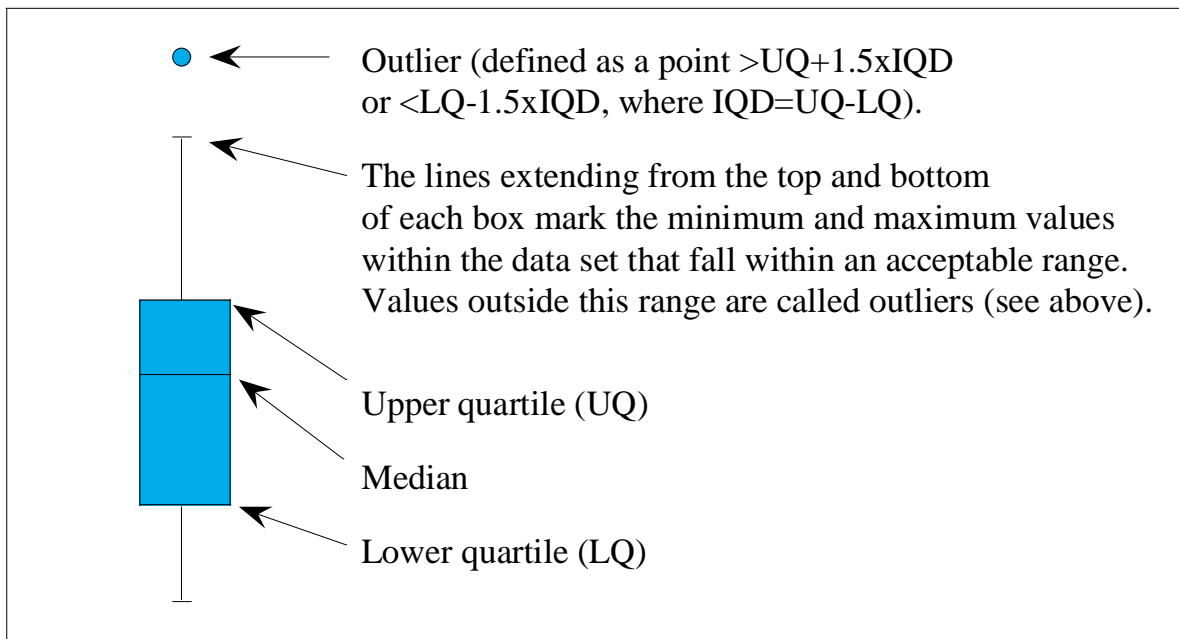 Outlier (defined as a point >UQ+1.5xIQD
or <LQ-1.5xIQD, where IQD=UQ-LQ).
The lines extending from the top and bottom
of each box mark the minimum and maximum values
within the data set that fall within an acceptable range.
Values outside this range are called outliers (see above).
Upper quartile (UQ)
Median
Lower quartile (LQ)